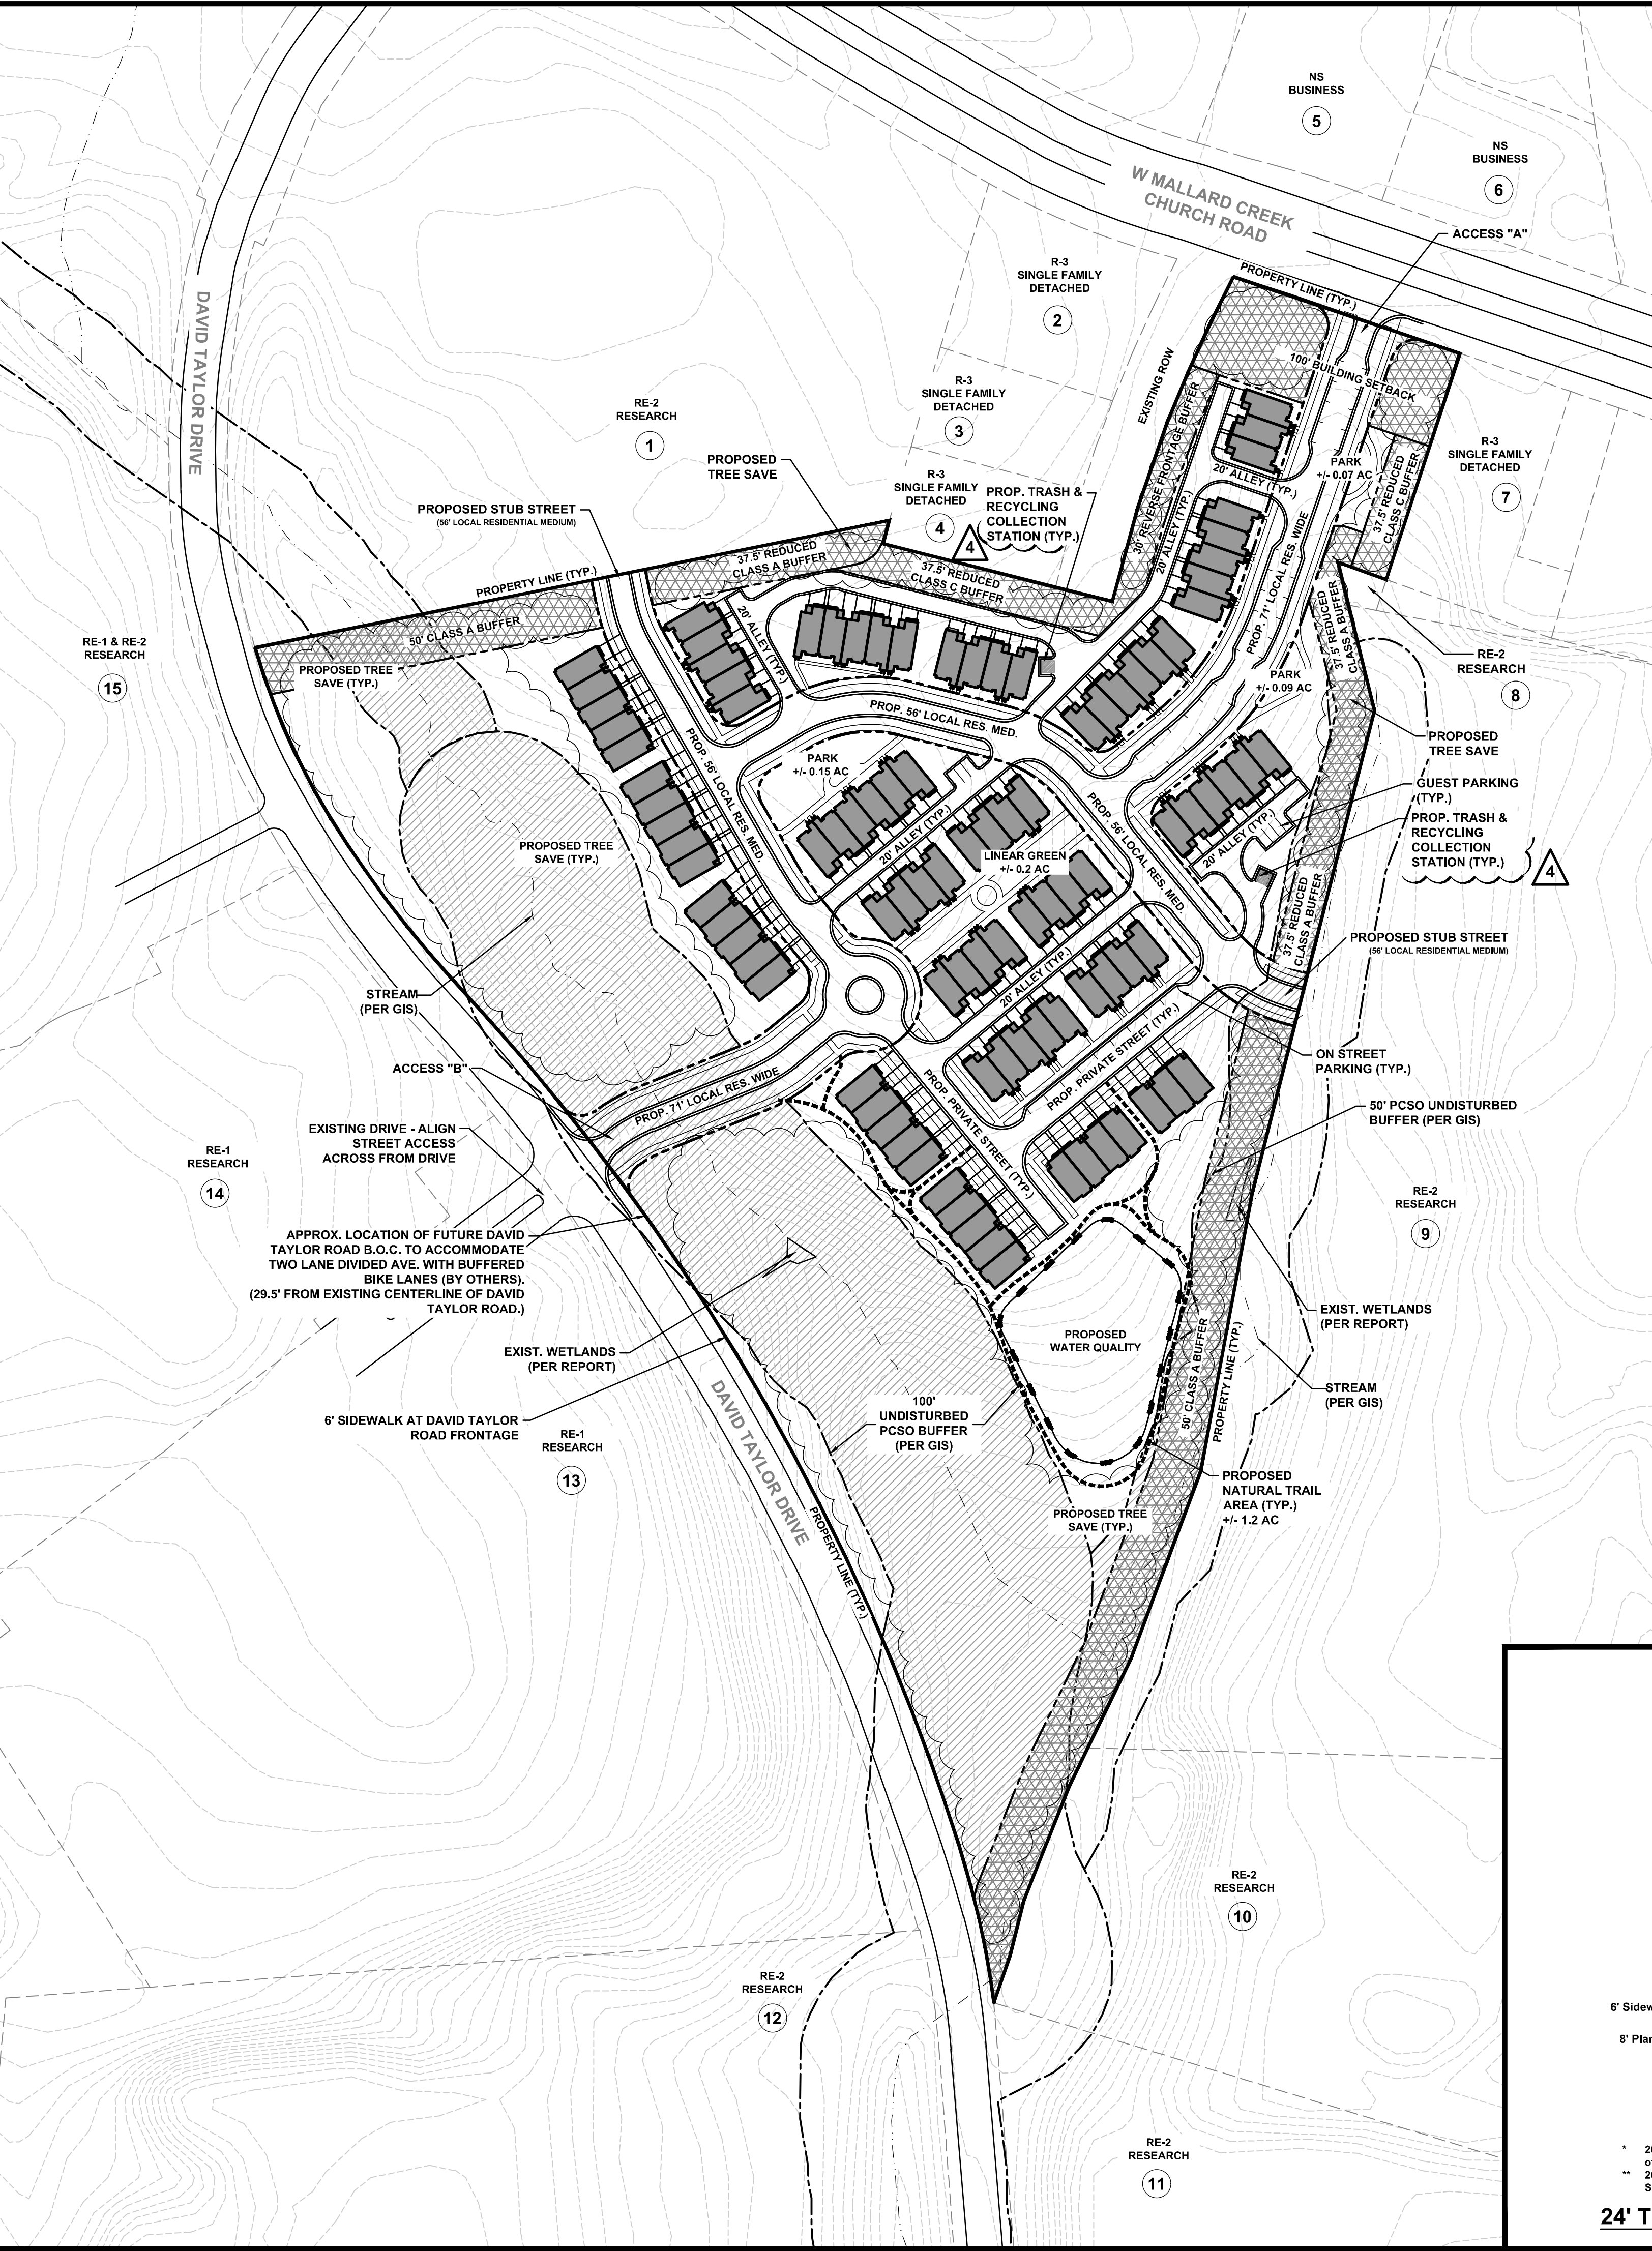 NS
BUSINESS
5
NS
BUSINESS
6
W MALLARD CREEK
CHURCH ROAD
ACCESS "A"
R-3
SINGLE FAMILY
DETACHED
2
PROPERTY LINE (TYP.)
EXISTING ROW
100' BUILDING SETBACK
DAVID TAYLOR DRIVE
R-3
SINGLE FAMILY
DETACHED
3
RE-2
RESEARCH
1
30' REVERSE FRONTAGE BUFFER
R-3
SINGLE FAMILY
DETACHED
7
PROPOSED
TREE SAVE
PARK
+/- 0.07 AC
20' ALLEY (TYP.)
37.5' REDUCED
CLASS C BUFFER
R-3
SINGLE FAMILY
DETACHED
4
PROP. TRASH &
RECYCLING
COLLECTION
STATION (TYP.)
4
20' ALLEY (TYP.)
PROPOSED STUB STREET
(56' LOCAL RESIDENTIAL MEDIUM)
37.5' REDUCED
CLASS A BUFFER
37.5' REDUCED
CLASS C BUFFER
PROP. 71' LOCAL RES. WIDE
37.5' REDUCED
CLASS A BUFFER
PROPERTY LINE (TYP.)
50' CLASS A BUFFER
20' ALLEY (TYP.)
RE-1 & RE-2
RESEARCH
15
PROPOSED TREE
SAVE (TYP.)
RE-2
RESEARCH
8
PARK
+/- 0.09 AC
PROP. 56' LOCAL RES. MED.
PROPOSED
TREE SAVE
PROP. 56' LOCAL RES. MED.
PARK
+/- 0.15 AC
GUEST PARKING
(TYP.)
PROP. 56' LOCAL RES. MED.
20' ALLEY (TYP.)
20' ALLEY (TYP.)
PROP. TRASH &
RECYCLING
COLLECTION
STATION (TYP.)
4
PROPOSED TREE
SAVE (TYP.)
LINEAR GREEN
+/- 0.2 AC
37.5' REDUCED
CLASS A BUFFER
PROPOSED STUB STREET
(56' LOCAL RESIDENTIAL MEDIUM)
STREAM
(PER GIS)
20' ALLEY (TYP.)
ACCESS "B"
PROP. 71' LOCAL RES. WIDE
PROP. PRIVATE STREET (TYP.)
PROP. PRIVATE STREET (TYP.)
ON STREET
PARKING (TYP.)
50' PCSO UNDISTURBED
BUFFER (PER GIS)
EXISTING DRIVE - ALIGN
STREET ACCESS
ACROSS FROM DRIVE
RE-1
RESEARCH
14
RE-2
RESEARCH
9
APPROX. LOCATION OF FUTURE DAVID
TAYLOR ROAD B.O.C. TO ACCOMMODATE
TWO LANE DIVIDED AVE. WITH BUFFERED
BIKE LANES (BY OTHERS).
(29.5' FROM EXISTING CENTERLINE OF DAVID
TAYLOR ROAD.)
EXIST. WETLANDS
(PER REPORT)
EXIST. WETLANDS
(PER REPORT)
PROPOSED
WATER QUALITY
50' CLASS A BUFFER
PROPERTY LINE (TYP.)
STREAM
(PER GIS)
6' SIDEWALK AT DAVID TAYLOR
ROAD FRONTAGE
100'
UNDISTURBED
PCSO BUFFER
(PER GIS)
RE-1
RESEARCH
13
DAVID TAYLOR DRIVE
PROPERTY LINE (TYP.)
PROPOSED
NATURAL TRAIL
AREA (TYP.)
+/- 1.2 AC
PROPOSED TREE
SAVE (TYP.)
RE-2
RESEARCH
10
RE-2
RESEARCH
12
RE-2
RESEARCH
11
24' T